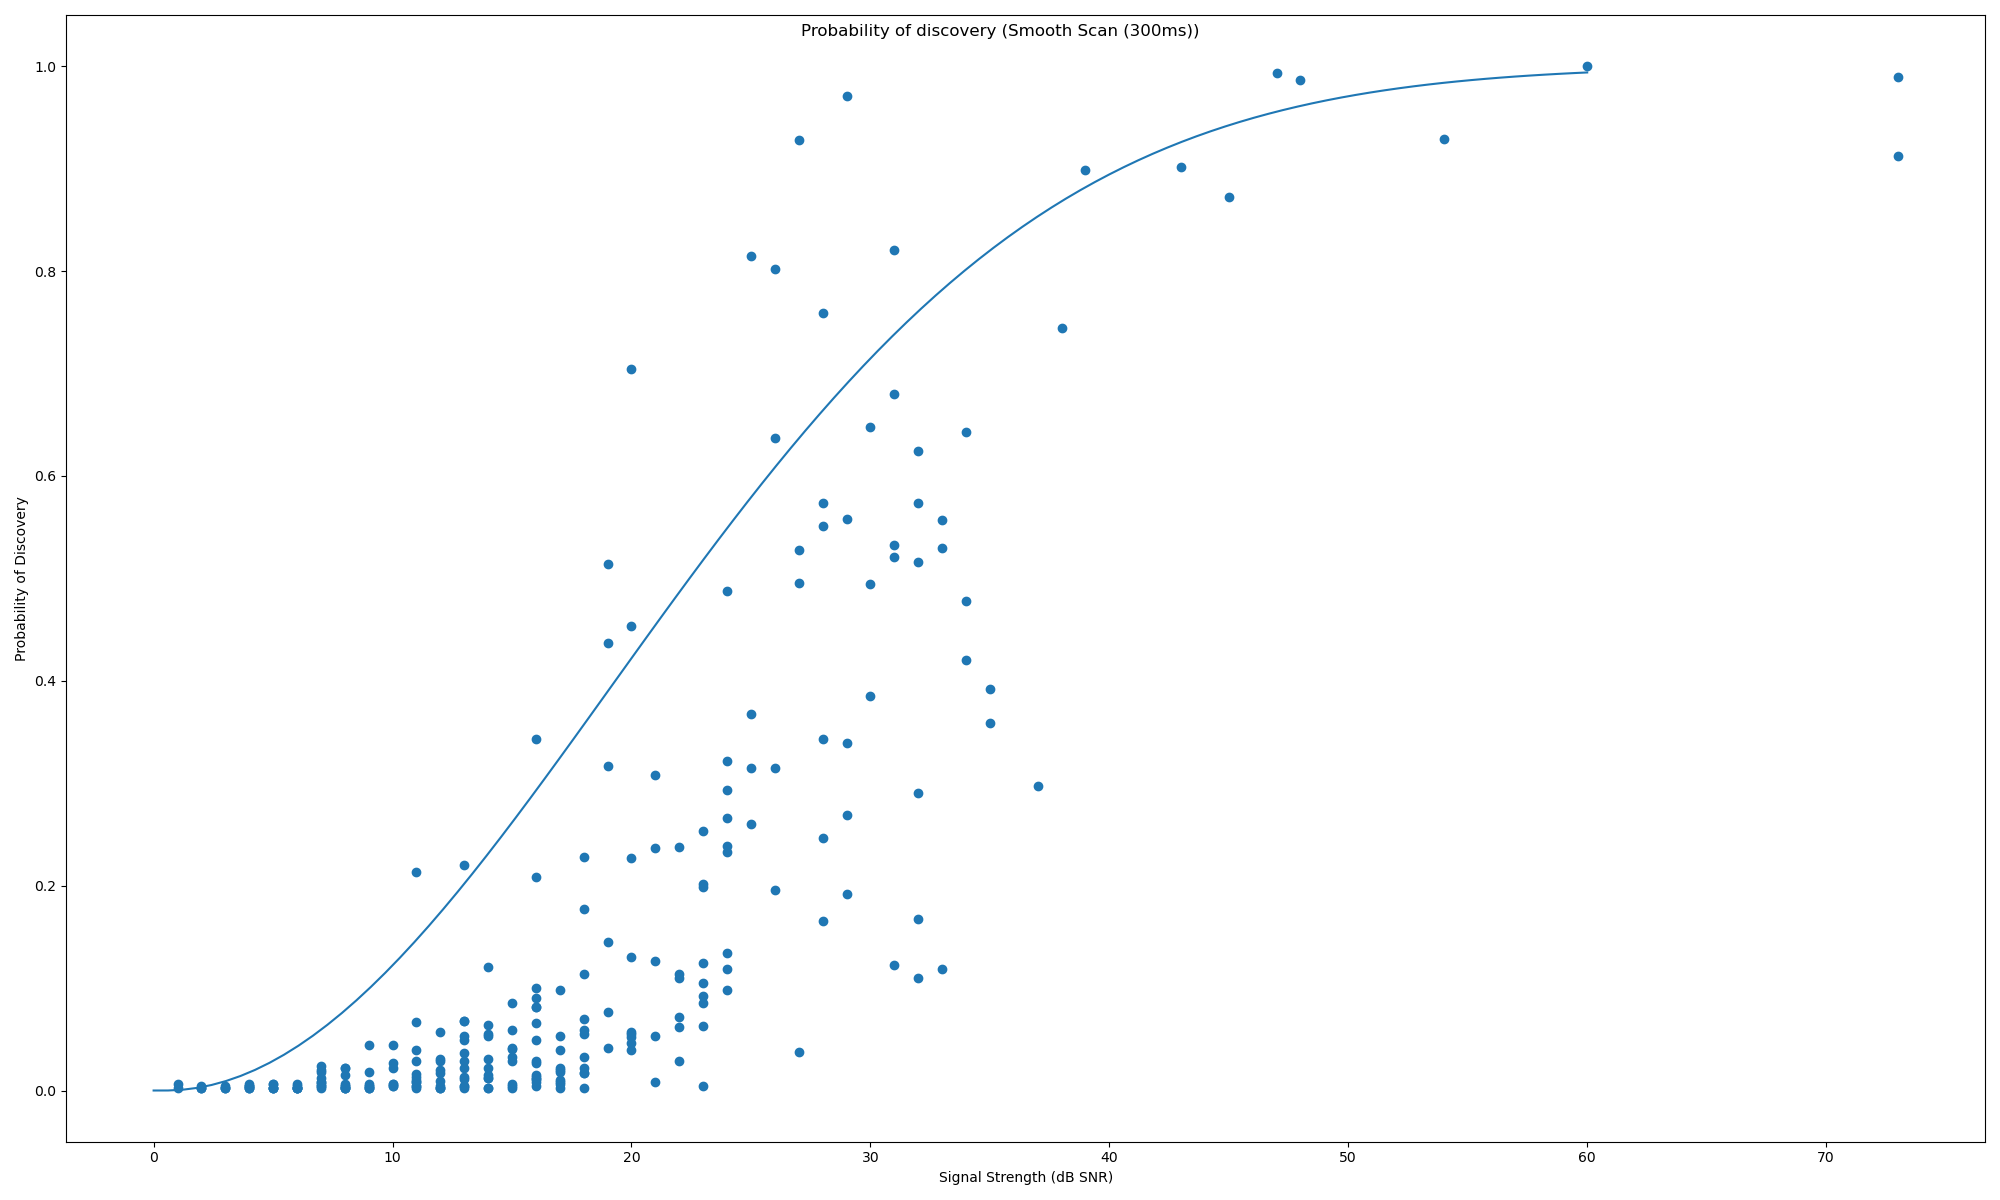 Probability of discovery (Smooth Scan (300ms))
1.0
0.8
0.6
0.4
0.2
0.0
Probability of Discovery
0 10 20 30 40 50 60 70
Signal Strength (dB SNR)